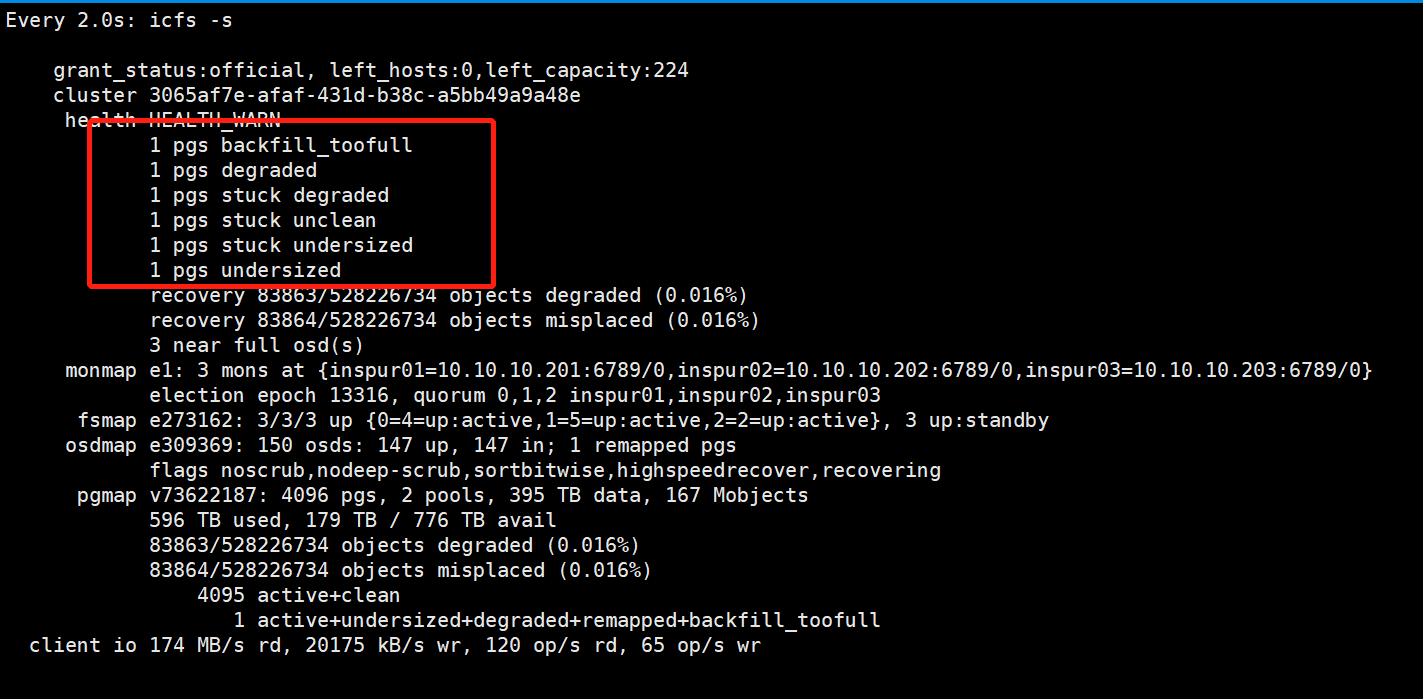 Every 2.0s: icfs -s
grant_status:official, left_hosts:0,left_capacity:224
cluster 3065af7e-afaf-431d-b38c-a5bb49a9a48e
health HEALTH_WARN
1 pgs backfill_toofull
1 pgs degraded
1 pgs stuck degraded
1 pgs stuck unclean
1 pgs stuck undersized
1 pgs undersized
recovery 83863/528226734 objects degraded (0.016%)
recovery 83864/528226734 objects misplaced (0.016%)
3 near full osd(s)
monmap e1: 3 mons at {inspur01=10.10.10.201:6789/0,inspur02=10.10.10.202:6789/0,inspur03=10.10.10.203:6789/0}
election epoch 13316, quorum 0,1,2 inspur01,inspur02,inspur03
fsmap e273162: 3/3/3 up {0=4=up:active,1=5=up:active,2=2=up:active}, 3 up:standby
osdmap e309369: 150 osds: 147 up, 147 in; 1 remapped pgs
flags noscrub,nodeep-scrub,sortbitwise,highspeedrecover,recovering
pgmap v73622187: 4096 pgs, 2 pools, 395 TB data, 167 Mobjects
596 TB used, 179 TB / 776 TB avail
83863/528226734 objects degraded (0.016%)
83864/528226734 objects misplaced (0.016%)
4095 active+clean
1 active+undersized+degraded+remapped+backfill_toofull
client io 174 MB/s rd, 20175 kB/s wr, 120 op/s rd, 65 op/s wr